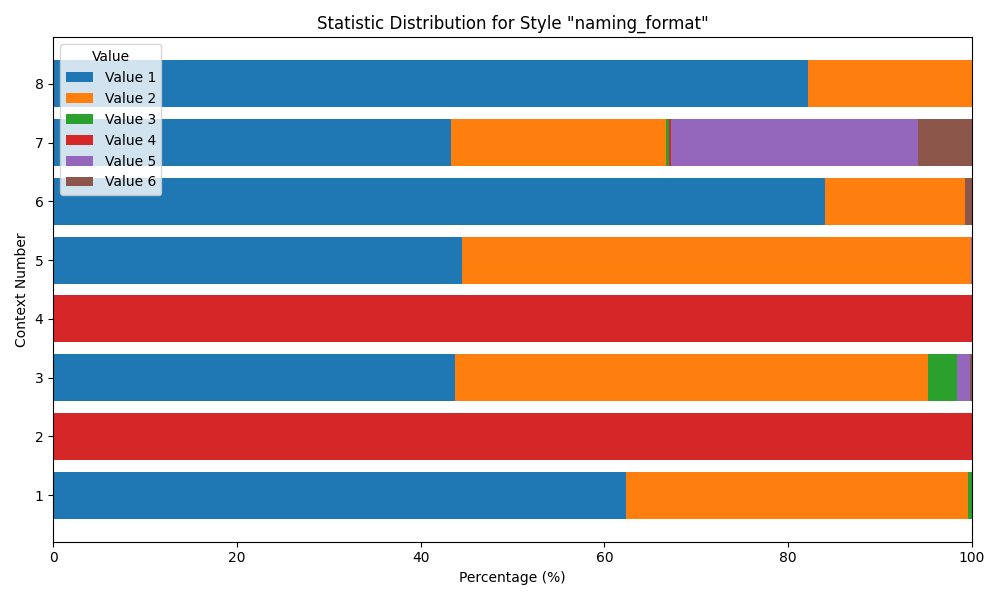 Statistic Distribution for Style "naming_format"
Value
Value 1
Value 2
Value 3
Value 4
Value 5
Value 6
Context Number
8
7
6
5
4
3
2
1
0 20 40 60 80 100
Percentage (%)